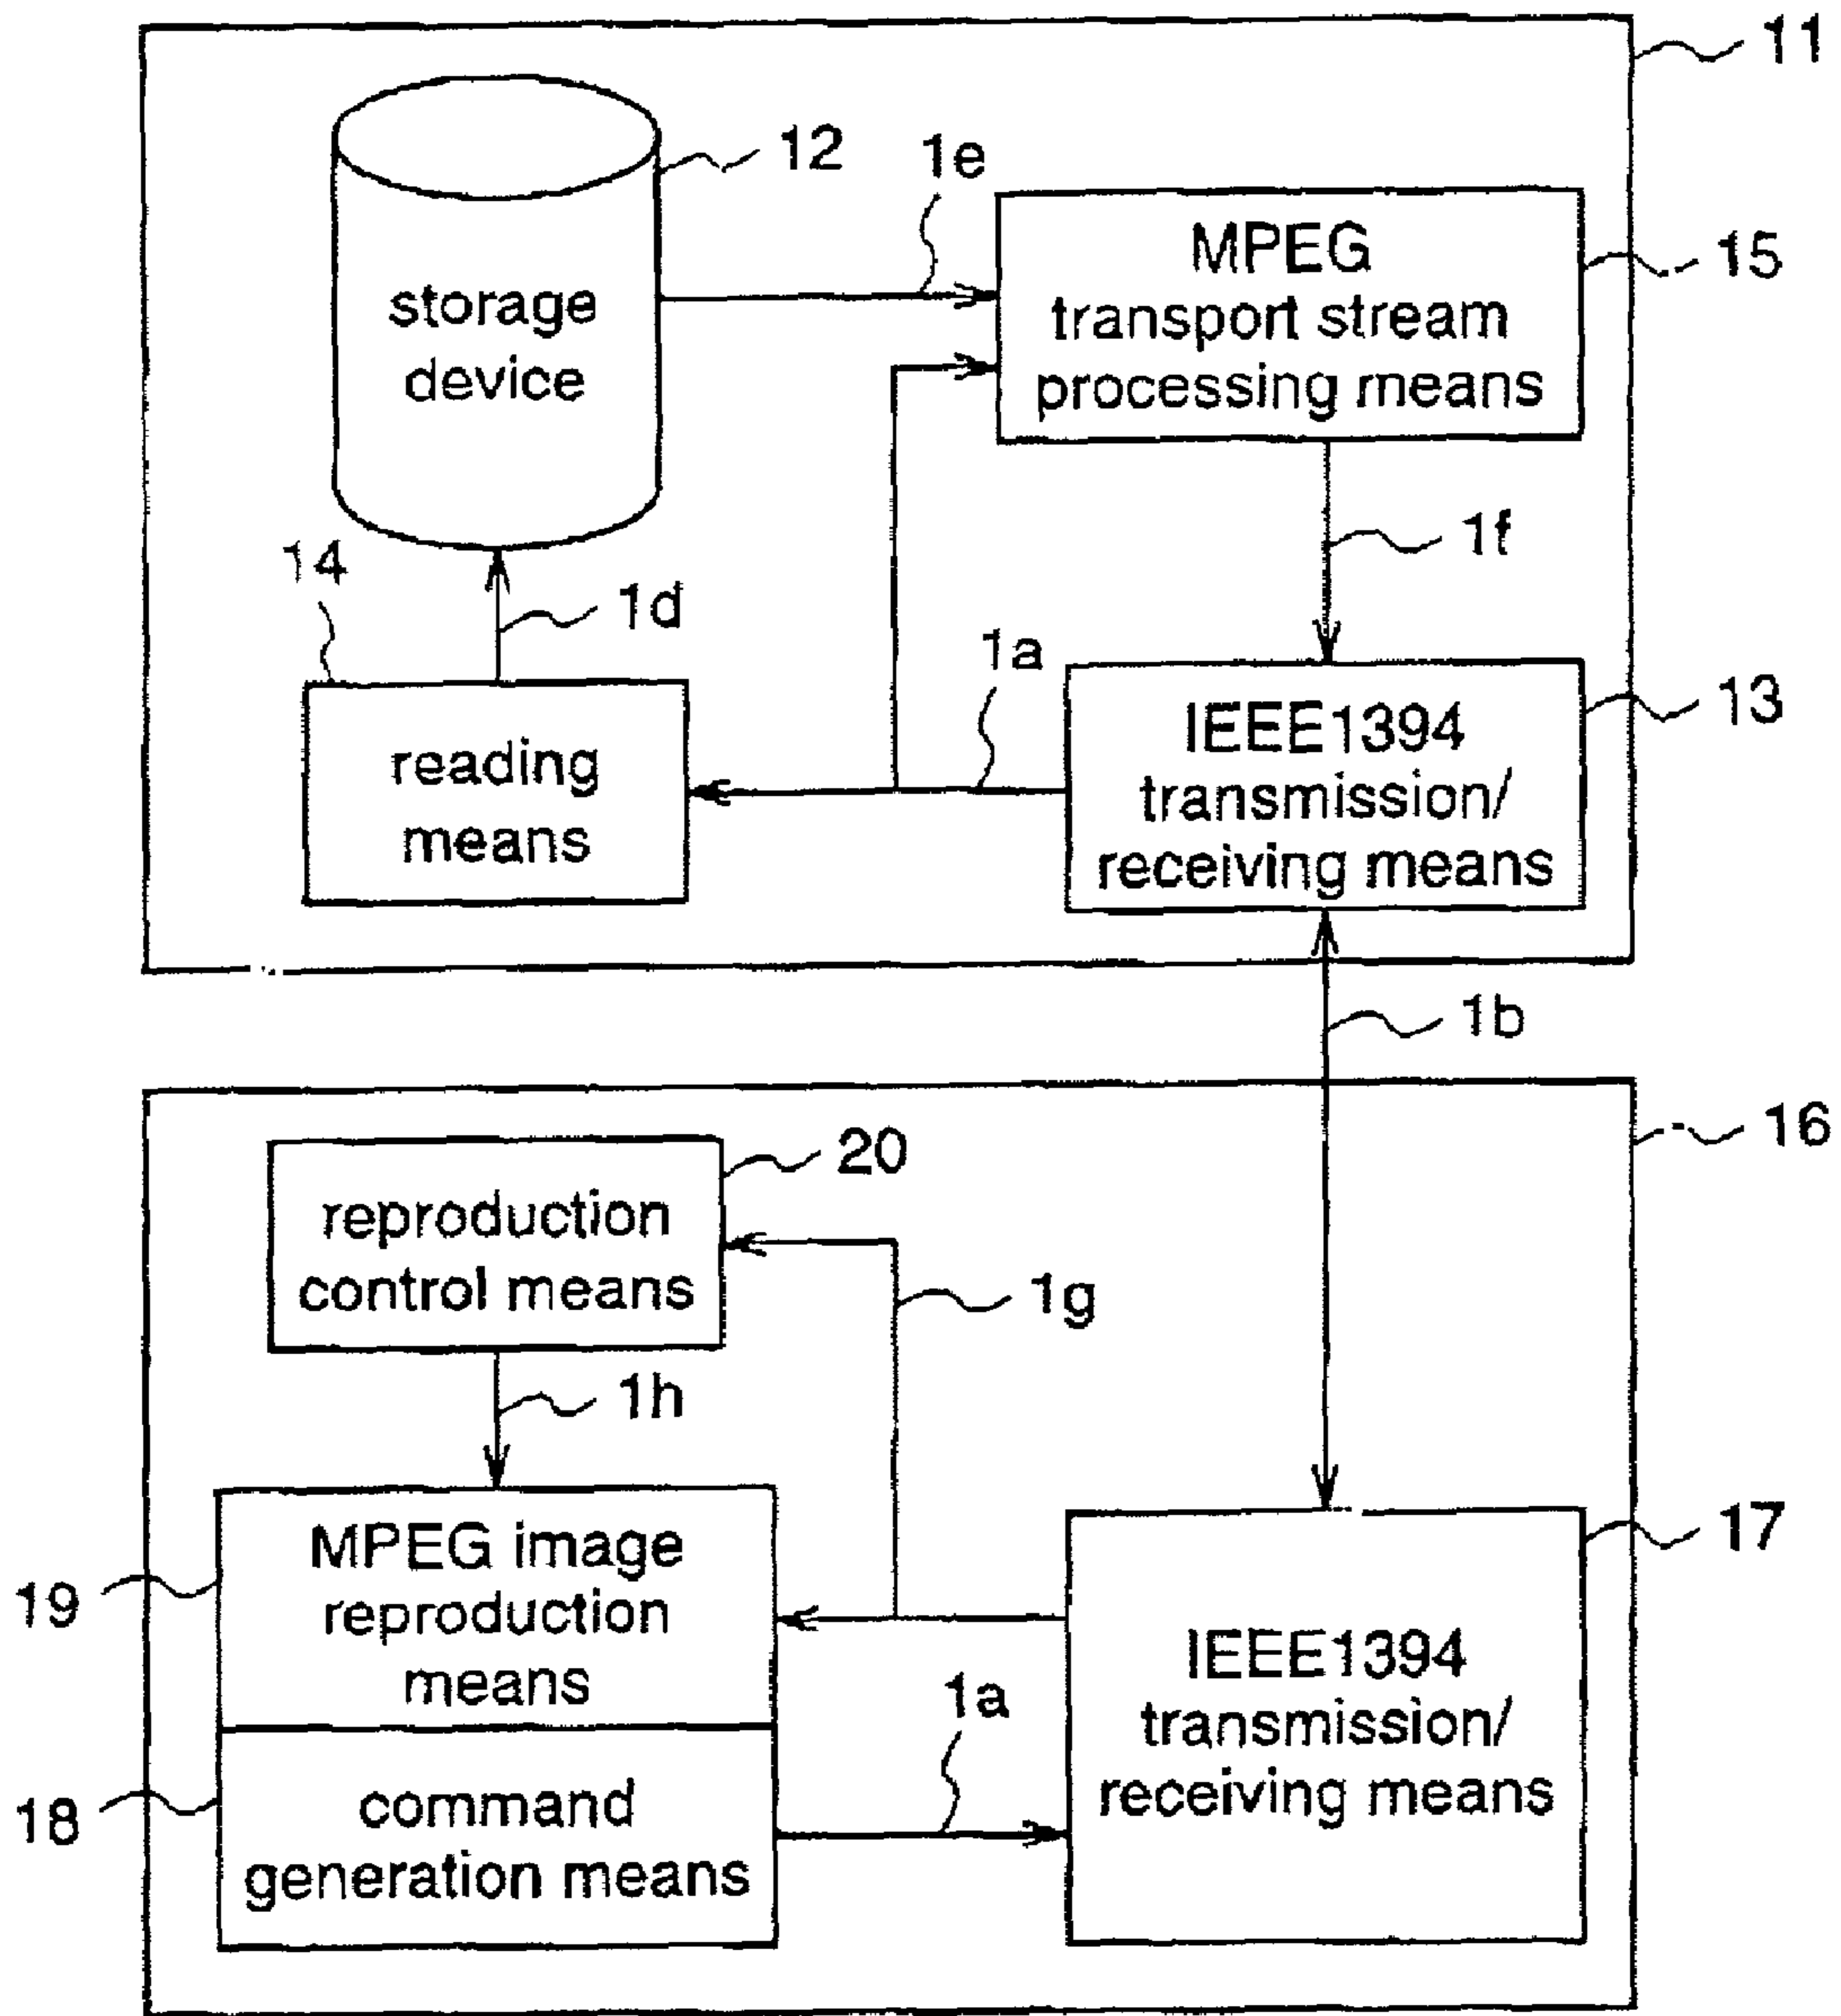 11
12
1e
storage
device
MPEG
transport stream
processing means
15
14
1d
1f
1a
reading
means
IEEE1394
transmission/
receiving means
13
1b
16
20
reproduction
control means
1g
1h
MPEG image
reproduction
means
19
17
IEEE1394
transmission/
receiving means
1a
18
command
generation means